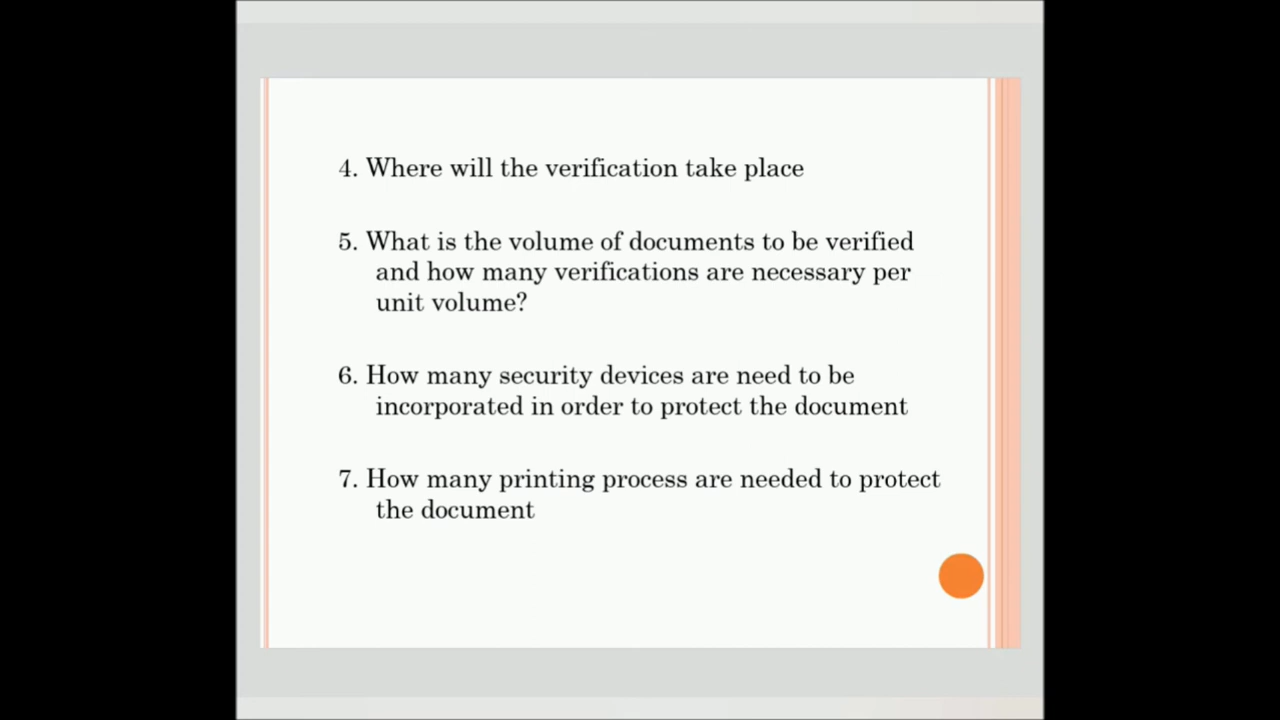 4. Where will the verification take place
5. What is the volume of documents to be verified
and how many verifications are necessary per
unit volume?
6. How many security devices are need to be
incorporated in order to protect the document
7. How many printing process are needed to protect
the document